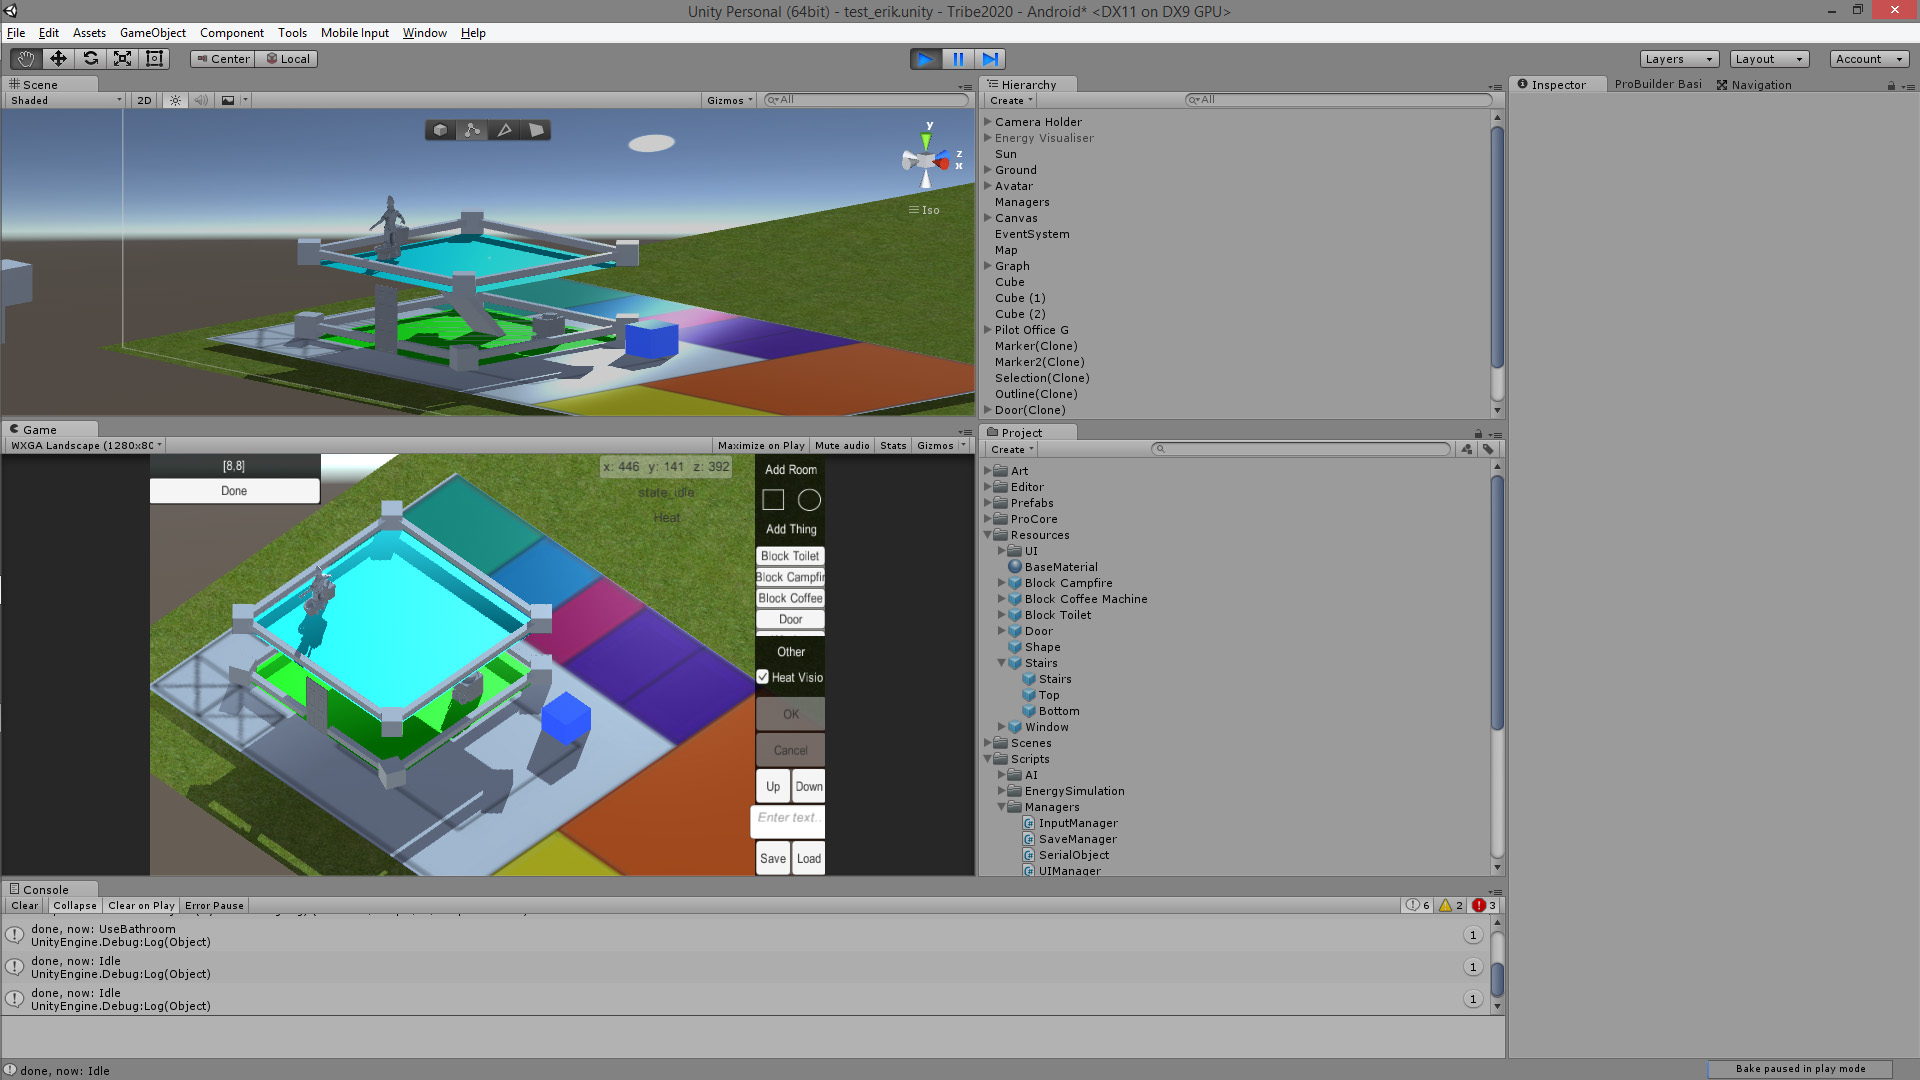 Unity Personal (64bit) - test_erik.unity - Tribe2020 - Android* <DX11 on DX9 GPU>
File Edit Assets GameObject Component Tools Mobile Input Window Help
Center Local
Layers Layout Account
Scene
Shaded 2D Gizmos All
y
z
x
Iso
Hierarchy
Create All
Camera Holder
Energy Visualiser
Sun
Ground
Avatar
Managers
Canvas
EventSystem
Map
Graph
Cube
Cube (1)
Cube (2)
Pilot Office G
Marker(Clone)
Marker2(Clone)
Selection(Clone)
Outline(Clone)
Door(Clone)
Inspector ProBuilder Basi Navigation
Game
WXGA Landscape (1280x80 Maximize on Play Mute audio Stats Gizmos
[8,8]
Done
x: 446 y: 141 z: 392
state_idle
Heat
Add Room
Add Thing
Block Toilet
Block Campfir
Block Coffee
Door
Other
Heat Visio
OK
Cancel
Up Down
Enter text..
Save Load
Project
Create
Art
Editor
Prefabs
ProCore
Resources
UI
BaseMaterial
Block Campfire
Block Coffee Machine
Block Toilet
Door
Shape
Stairs
Stairs
Top
Bottom
Window
Scenes
Scripts
AI
EnergySimulation
Managers
InputManager
SaveManager
SerialObject
UIManager
Console
Clear Collapse Clear on Play Error Pause 6 2 3
done, now: UseBathroom
UnityEngine.Debug:Log(Object) 1
done, now: Idle
UnityEngine.Debug:Log(Object) 1
done, now: Idle
UnityEngine.Debug:Log(Object) 1
done, now: Idle
Bake paused in play mode